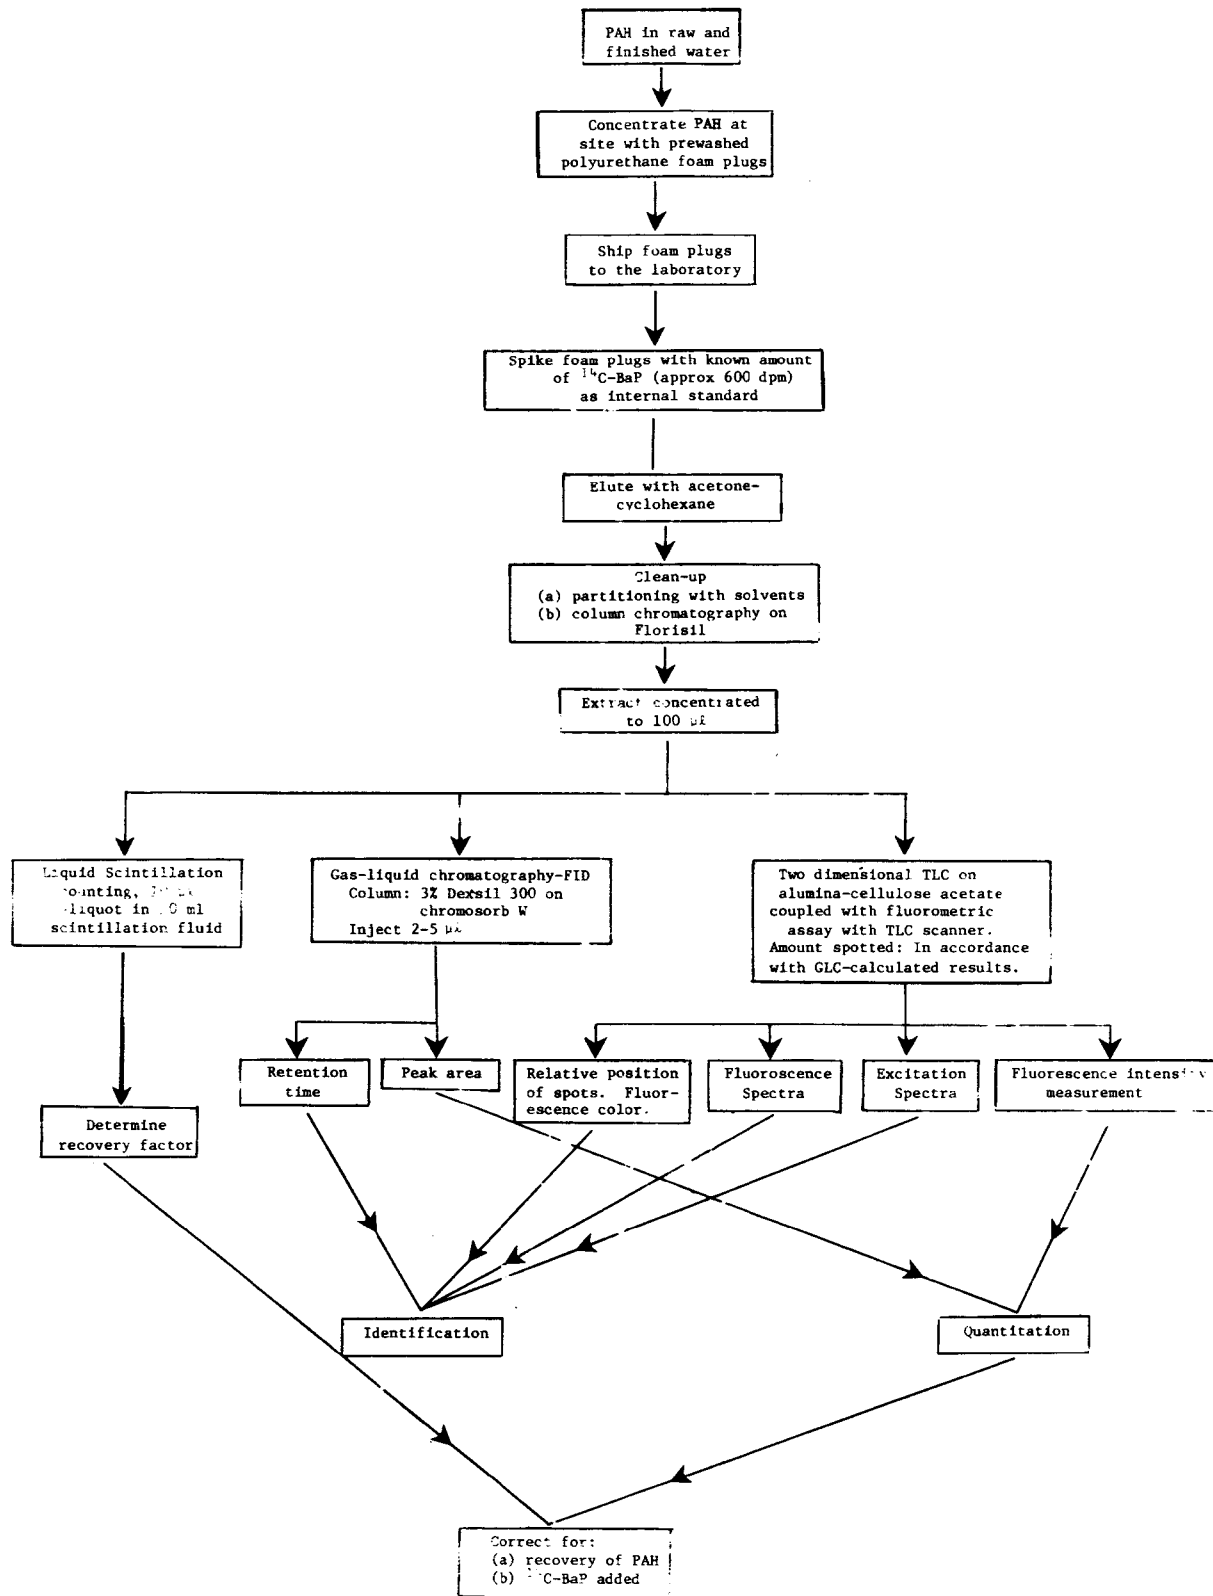 PAH in raw and
finished water
Concentrate PAH at
site with prewashed
polyurethane foam plugs
Ship foam plugs
to the laboratory
Spike foam plugs with known amount
of ¹⁴C-BaP (approx 600 dpm)
as internal standard
Elute with acetone-
cyclohexane
Clean-up
(a) partitioning with solvents
(b) column chromatography on
Florisil
Extract concentrated
to 100 µℓ
Liquid Scintillation
counting,
aliquot in ml
scintillation fluid
Gas-liquid chromatography-FID
Column: 3% Dexsil 300 on
chromosorb W
Inject 2-5 µℓ
Two dimensional TLC on
alumina-cellulose acetate
coupled with fluorometric
assay with TLC scanner.
Amount spotted: In accordance
with GLC-calculated results.
Retention
time
Peak area
Relative position
of spots. Fluor-
escence color.
Fluoroscence
Spectra
Excitation
Spectra
Fluorescence intensity
measurement
Determine
recovery factor
Identification
Quantitation
Correct for:
(a) recovery of PAH
(b) ¹⁴C-BaP added